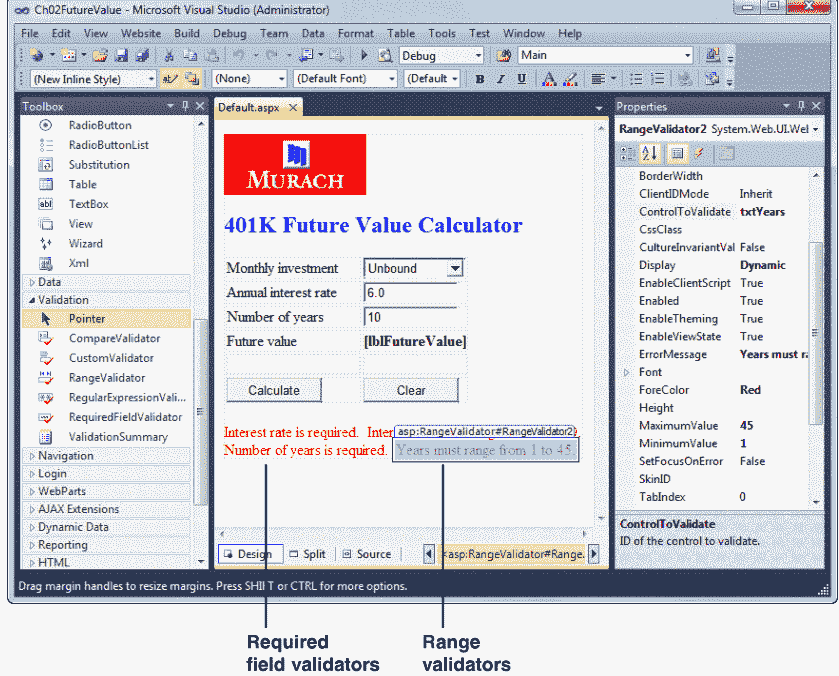 Ch02FutureValue - Microsoft Visual Studio (Administrator)
File Edit View Website Build Debug Team Data Format Table Tools Test Window Help
Debug Main
(New Inline Style) (None) (Default Font) (Default B I U A
Toolbox
RadioButton
RadioButtonList
Substitution
Table
TextBox
View
Wizard
Xml
Data
Validation
Pointer
CompareValidator
CustomValidator
RangeValidator
RegularExpressionVali...
RequiredFieldValidator
ValidationSummary
Navigation
Login
WebParts
AJAX Extensions
Dynamic Data
Reporting
HTML
Default.aspx
MURACH
401K Future Value Calculator
Monthly investment Unbound
Annual interest rate 6.0
Number of years 10
Future value [lblFutureValue]
Calculate Clear
Interest rate is required. Inter asp:RangeValidator#RangeValidator2
Number of years is required. Years must range from 1 to 45.
Design Split Source <asp:RangeValidator#Range.
Properties
RangeValidator2 System.Web.UI.Wel
BorderWidth
ClientIDMode Inherit
ControlToValidate txtYears
CssClass
CultureInvariantVal False
Display Dynamic
EnableClientScript True
Enabled True
EnableTheming True
EnableViewState True
ErrorMessage Years must ra
Font
ForeColor Red
Height
MaximumValue 45
MinimumValue 1
SetFocusOnError False
SkinID
TabIndex 0
ControlToValidate
ID of the control to validate.
Drag margin handles to resize margins. Press SHIFT or CTRL for more options.
Required
field validators
Range
validators